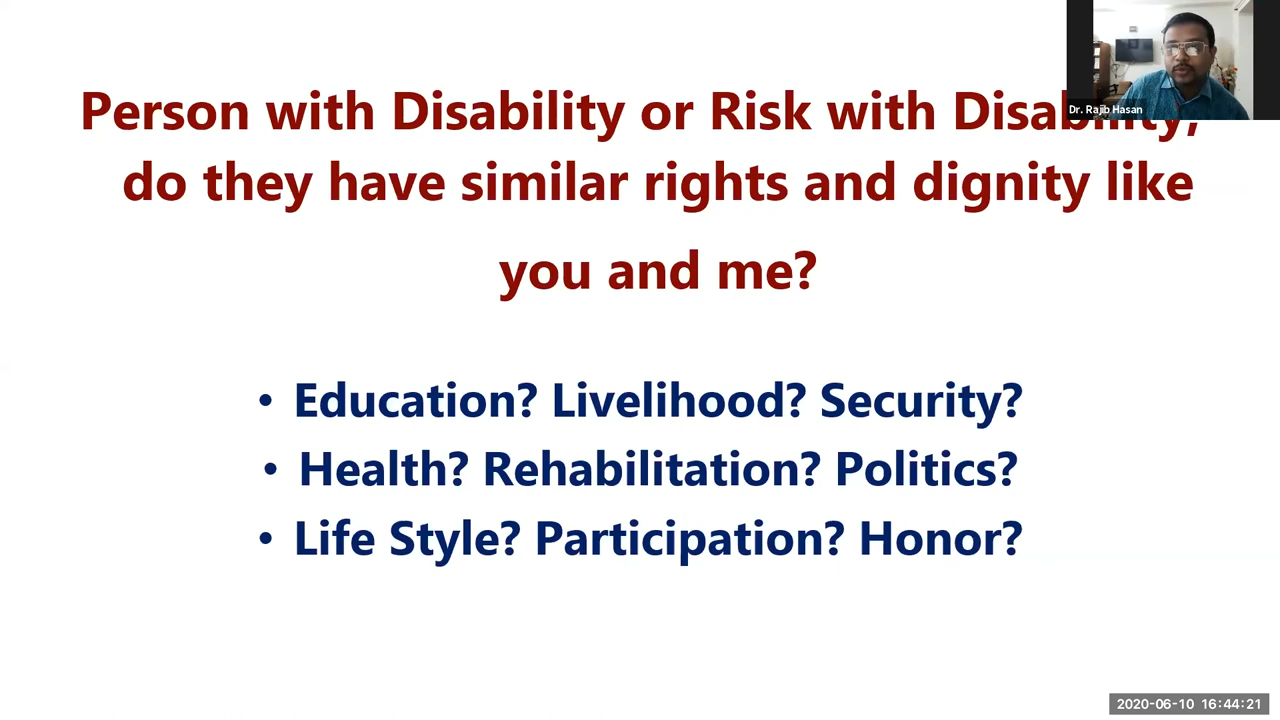 Person with Disability or Risk with Disability,
do they have similar rights and dignity like
you and me?
• Education? Livelihood? Security?
• Health? Rehabilitation? Politics?
• Life Style? Participation? Honor?
Dr. Rajib Hasan
2020-06-10 16:44:21